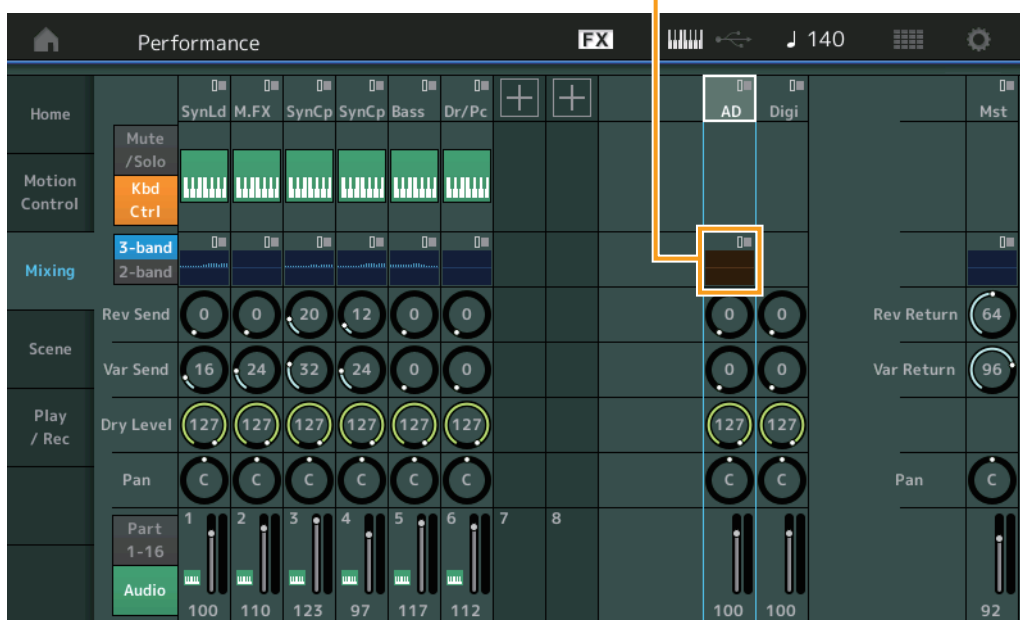 Performance FX 140
SynLd M.FX SynCp SynCp Bass Dr/Pc AD Digi Mst
Home
Mute
/Solo
Motion
Control
Kbd
Ctrl
3-band
2-band
Mixing
Rev Send 0 0 20 12 0 0 0 0 Rev Return 64
Scene
Var Send 16 24 32 24 0 0 0 0 Var Return 96
Play
/ Rec
Dry Level 127 127 127 127 127 127 127 127
Pan C C C C C C C C Pan C
1 2 3 4 5 6 7 8
Part
1-16
Audio
100 110 123 97 117 112 100 100 92